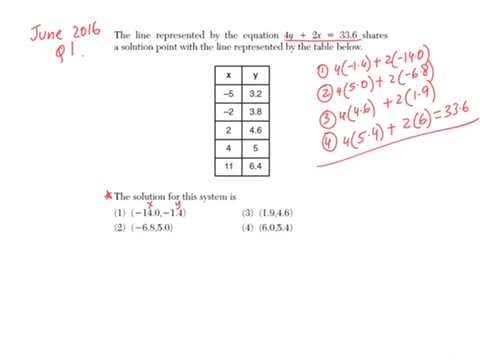 June 2016
Q1.
The line represented by the equation 4y + 2x = 33.6 shares
a solution point with the line represented by the table below.
x y
–5 3.2
–2 3.8
2 4.6
4 5
11 6.4
① 4(-1.4) + 2(-14.0)
② 4(5.0) + 2(-6.8)
③ 4(4.6) + 2(1.9)
④ 4(5.4) + 2(6) = 33.6
* The solution for this system is
x y
(1) (–14.0,–1.4) (3) (1.9,4.6)
(2) (–6.8,5.0) (4) (6.0,5.4)